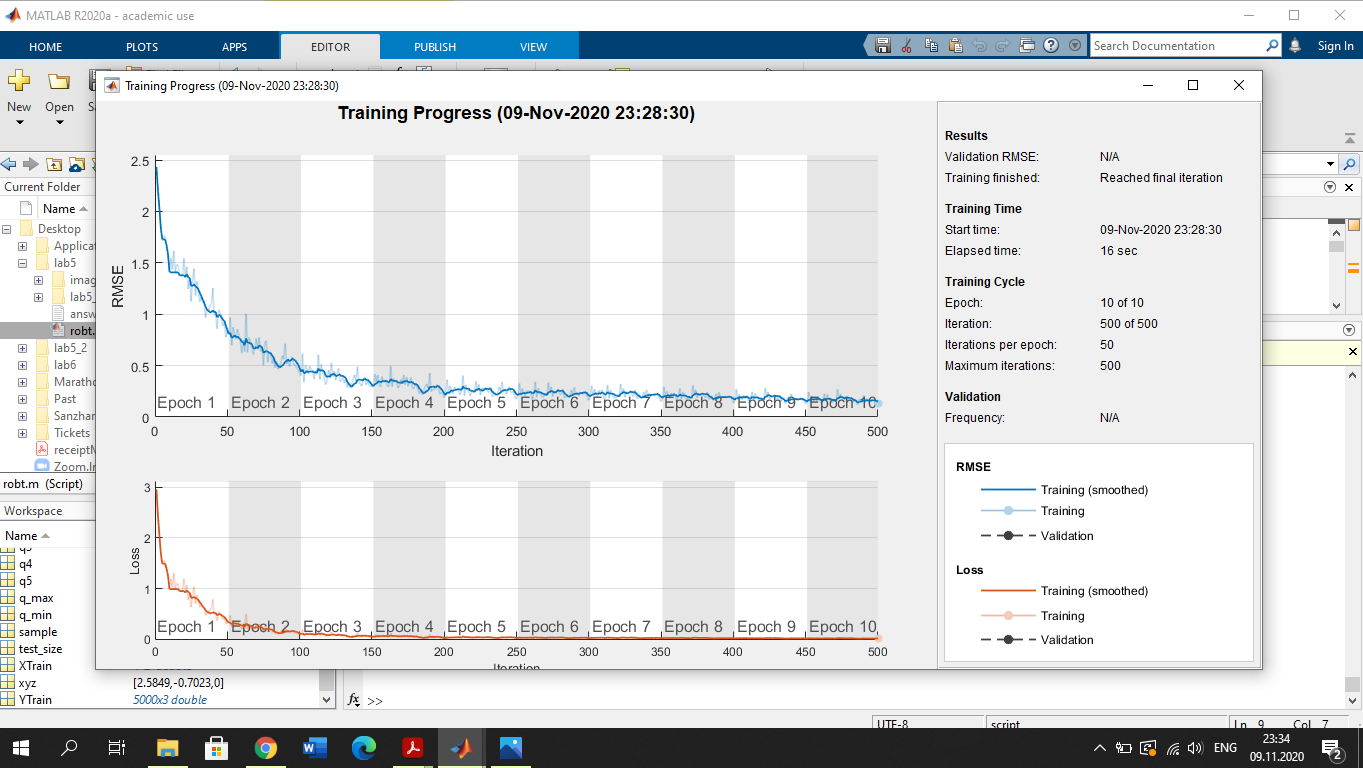 MATLAB R2020a - academic use
HOME PLOTS APPS EDITOR PUBLISH VIEW
Search Documentation
Sign In
New Open
Training Progress (09-Nov-2020 23:28:30)
Training Progress (09-Nov-2020 23:28:30)
Current Folder
Name
Desktop
Applicat
lab5
imag
lab5_
answ
robt.
lab5_2
lab6
Maratho
Past
Sanzhar
Tickets
receiptN
Zoom.In
robt.m (Script)
Workspace
Name
q4
q5
q_max
q_min
sample
test_size
XTrain
xyz [2.5849,-0.7023,0]
YTrain 5000x3 double
RMSE
2.5
2
1.5
1
0.5
0
Epoch 1 Epoch 2 Epoch 3 Epoch 4 Epoch 5 Epoch 6 Epoch 7 Epoch 8 Epoch 9 Epoch 10
0 50 100 150 200 250 300 350 400 450 500
Iteration
Loss
3
2
1
0
Epoch 1 Epoch 2 Epoch 3 Epoch 4 Epoch 5 Epoch 6 Epoch 7 Epoch 8 Epoch 9 Epoch 10
0 50 100 150 200 250 300 350 400 450 500
Iteration
Results
Validation RMSE: N/A
Training finished: Reached final iteration
Training Time
Start time: 09-Nov-2020 23:28:30
Elapsed time: 16 sec
Training Cycle
Epoch: 10 of 10
Iteration: 500 of 500
Iterations per epoch: 50
Maximum iterations: 500
Validation
Frequency: N/A
RMSE
Training (smoothed)
Training
Validation
Loss
Training (smoothed)
Training
Validation
fx >>
UTF-8 script Ln 9 Col 7
ENG
23:34
09.11.2020
2